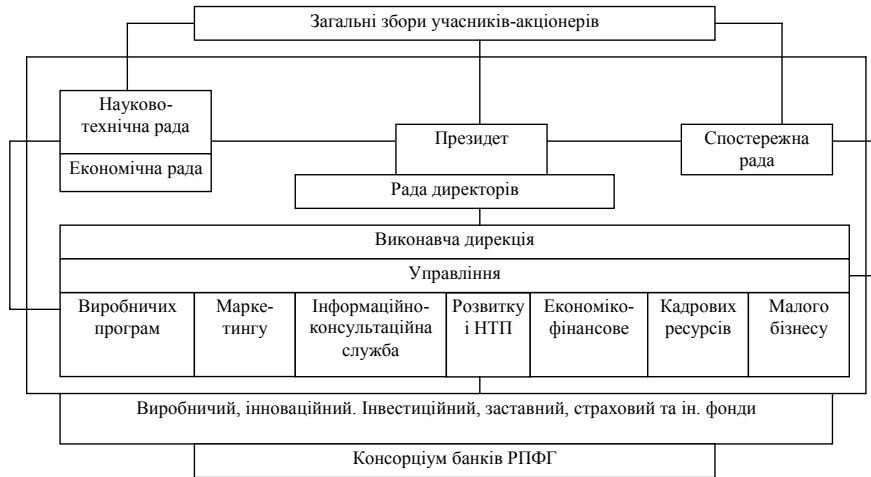 Загальні збори учасників-акціонерів
Науково-
технічна рада
Економічна рада
Президет
Спостережна
рада
Рада директорів
Виконавча дирекція
Управління
Виробничих
програм
Марке-
тингу
Інформаційно-
консультаційна
служба
Розвитку
і НТП
Економіко-
фінансове
Кадрових
ресурсів
Малого
бізнесу
Виробничий, інноваційний. Інвестиційний, заставний, страховий та ін. фонди
Консорціум банків РПФГ